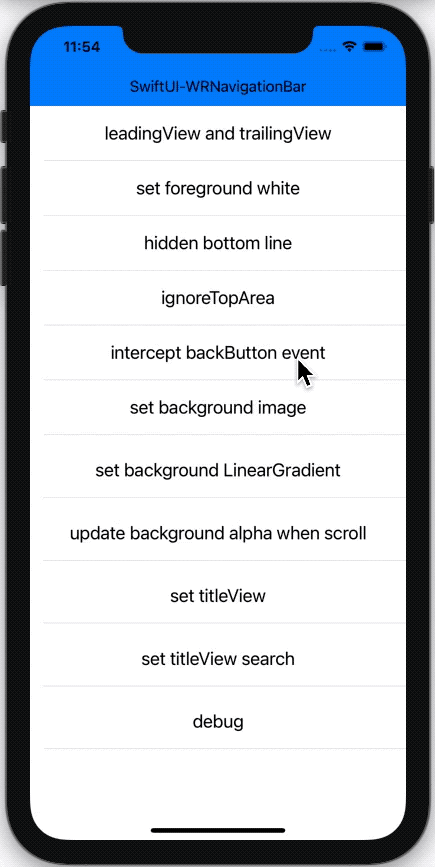 11:54
SwiftUI-WRNavigationBar
leadingView and trailingView
set foreground white
hidden bottom line
ignoreTopArea
intercept backButton event
set background image
set background LinearGradient
update background alpha when scroll
set titleView
set titleView search
debug